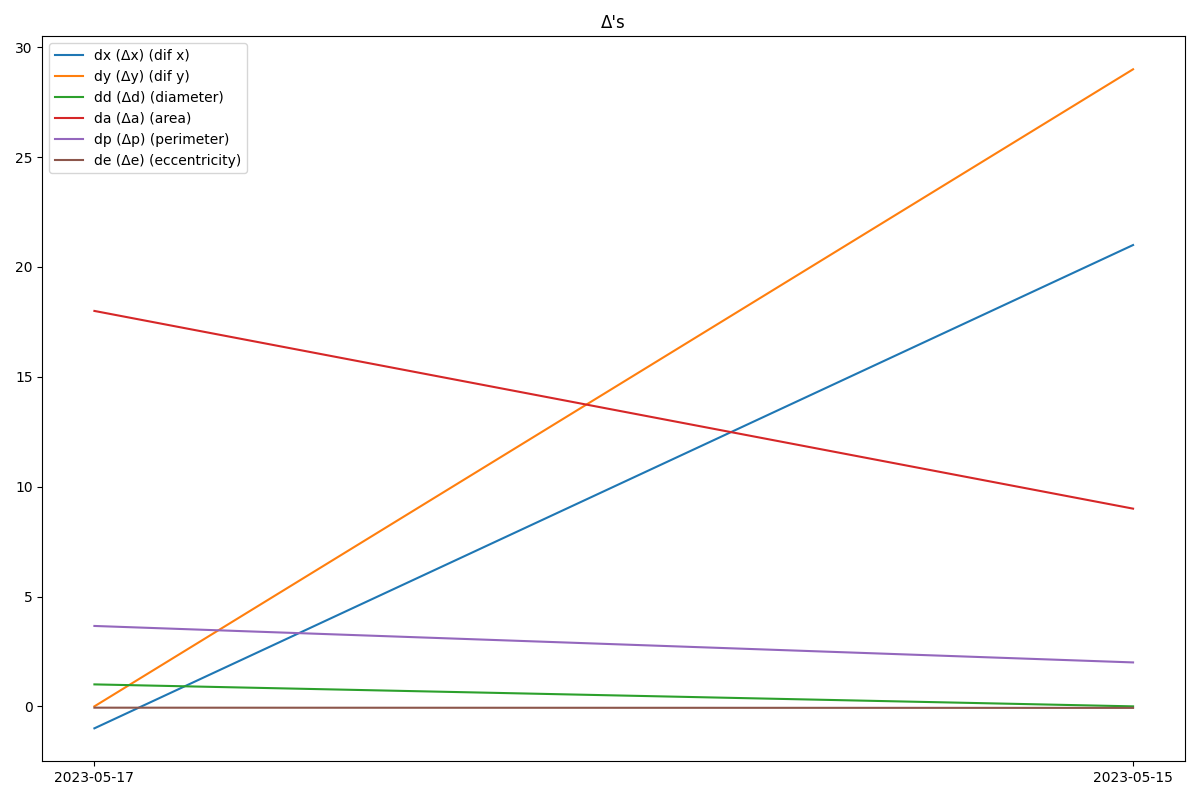 Δ's
dx (Δx) (dif x)
dy (Δy) (dif y)
dd (Δd) (diameter)
da (Δa) (area)
dp (Δp) (perimeter)
de (Δe) (eccentricity)
30
25
20
15
10
5
0
2023-05-17
2023-05-15